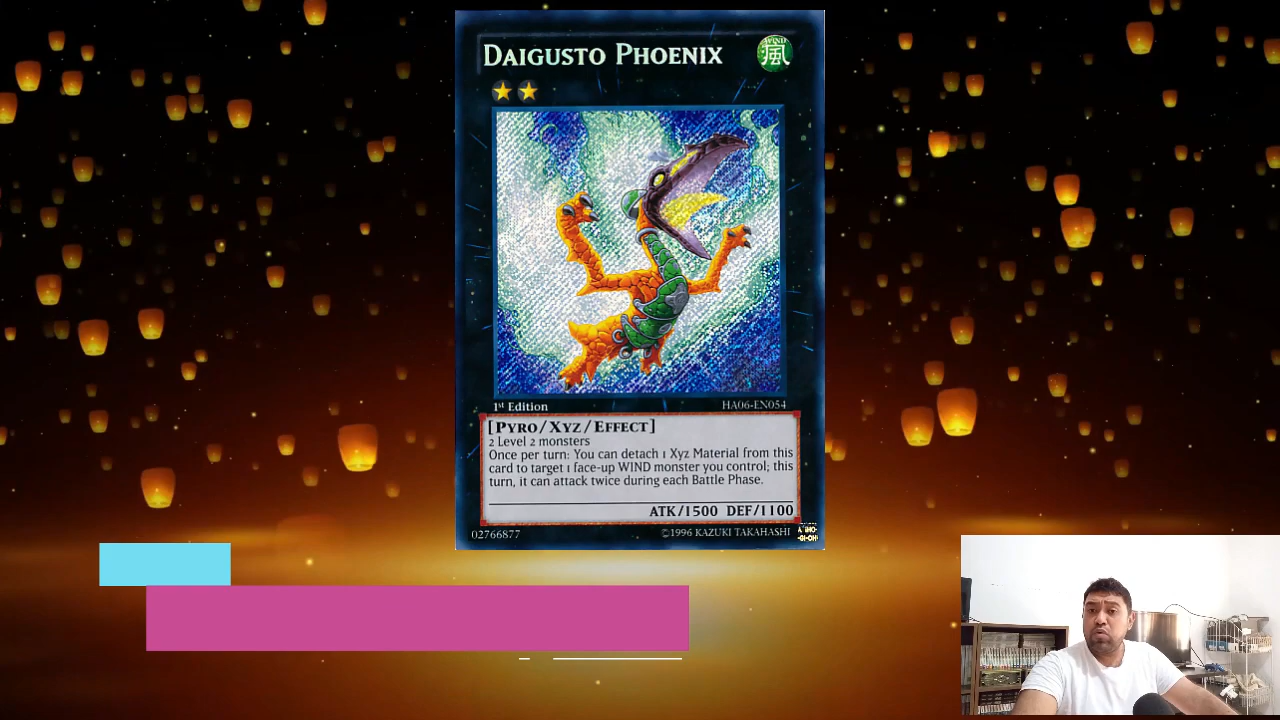 DAIGUSTO PHOENIX
WIND
風
1st Edition
HA06-EN054
[PYRO/XYZ/EFFECT]
2 Level 2 monsters
Once per turn: You can detach 1 Xyz Material from this
card to target 1 face-up WIND monster you control; this
turn, it can attack twice during each Battle Phase.
ATK/1500 DEF/1100
02766877
©1996 KAZUKI TAKAHASHI